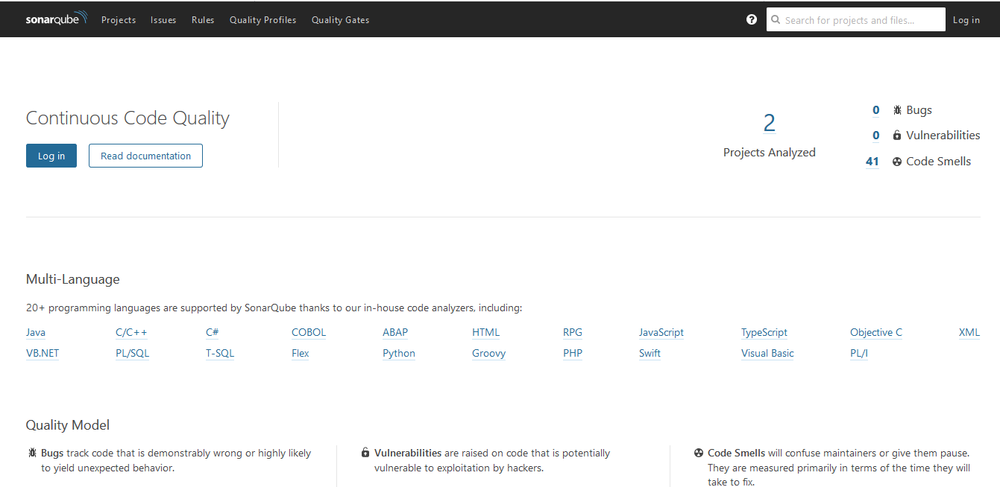 sonarqube Projects Issues Rules Quality Profiles Quality Gates ? Search for projects and files... Log in
Continuous Code Quality
Log in Read documentation
2
Projects Analyzed
0 Bugs
0 Vulnerabilities
41 Code Smells
Multi-Language
20+ programming languages are supported by SonarQube thanks to our in-house code analyzers, including:
Java C/C++ C# COBOL ABAP HTML RPG JavaScript TypeScript Objective C XML
VB.NET PL/SQL T-SQL Flex Python Groovy PHP Swift Visual Basic PL/I
Quality Model
Bugs track code that is demonstrably wrong or highly likely
to yield unexpected behavior.
Vulnerabilities are raised on code that is potentially
vulnerable to exploitation by hackers.
Code Smells will confuse maintainers or give them pause.
They are measured primarily in terms of the time they will
take to fix.